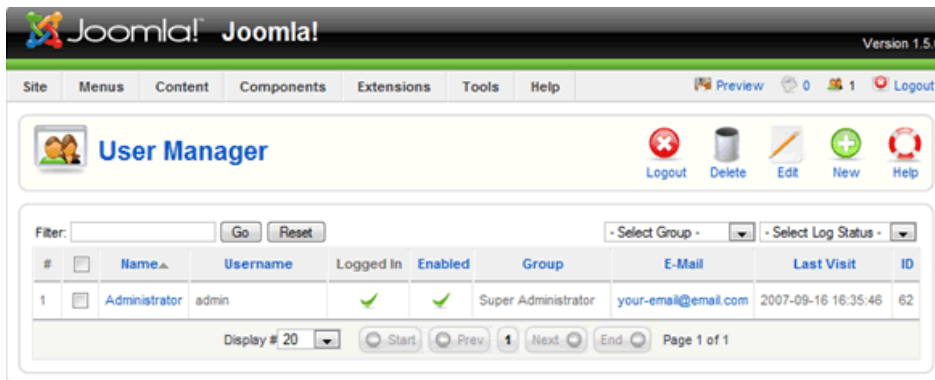 Joomla! Joomla!
Version 1.5.
Site Menus Content Components Extensions Tools Help Preview 0 1 Logout
User Manager
Logout Delete Edit New Help
Filter: Go Reset - Select Group - - Select Log Status -
# Name Username Logged In Enabled Group E-Mail Last Visit ID
1 Administrator admin Super Administrator your-email@email.com 2007-09-16 16:35:46 62
Display # 20 Start Prev 1 Next End Page 1 of 1